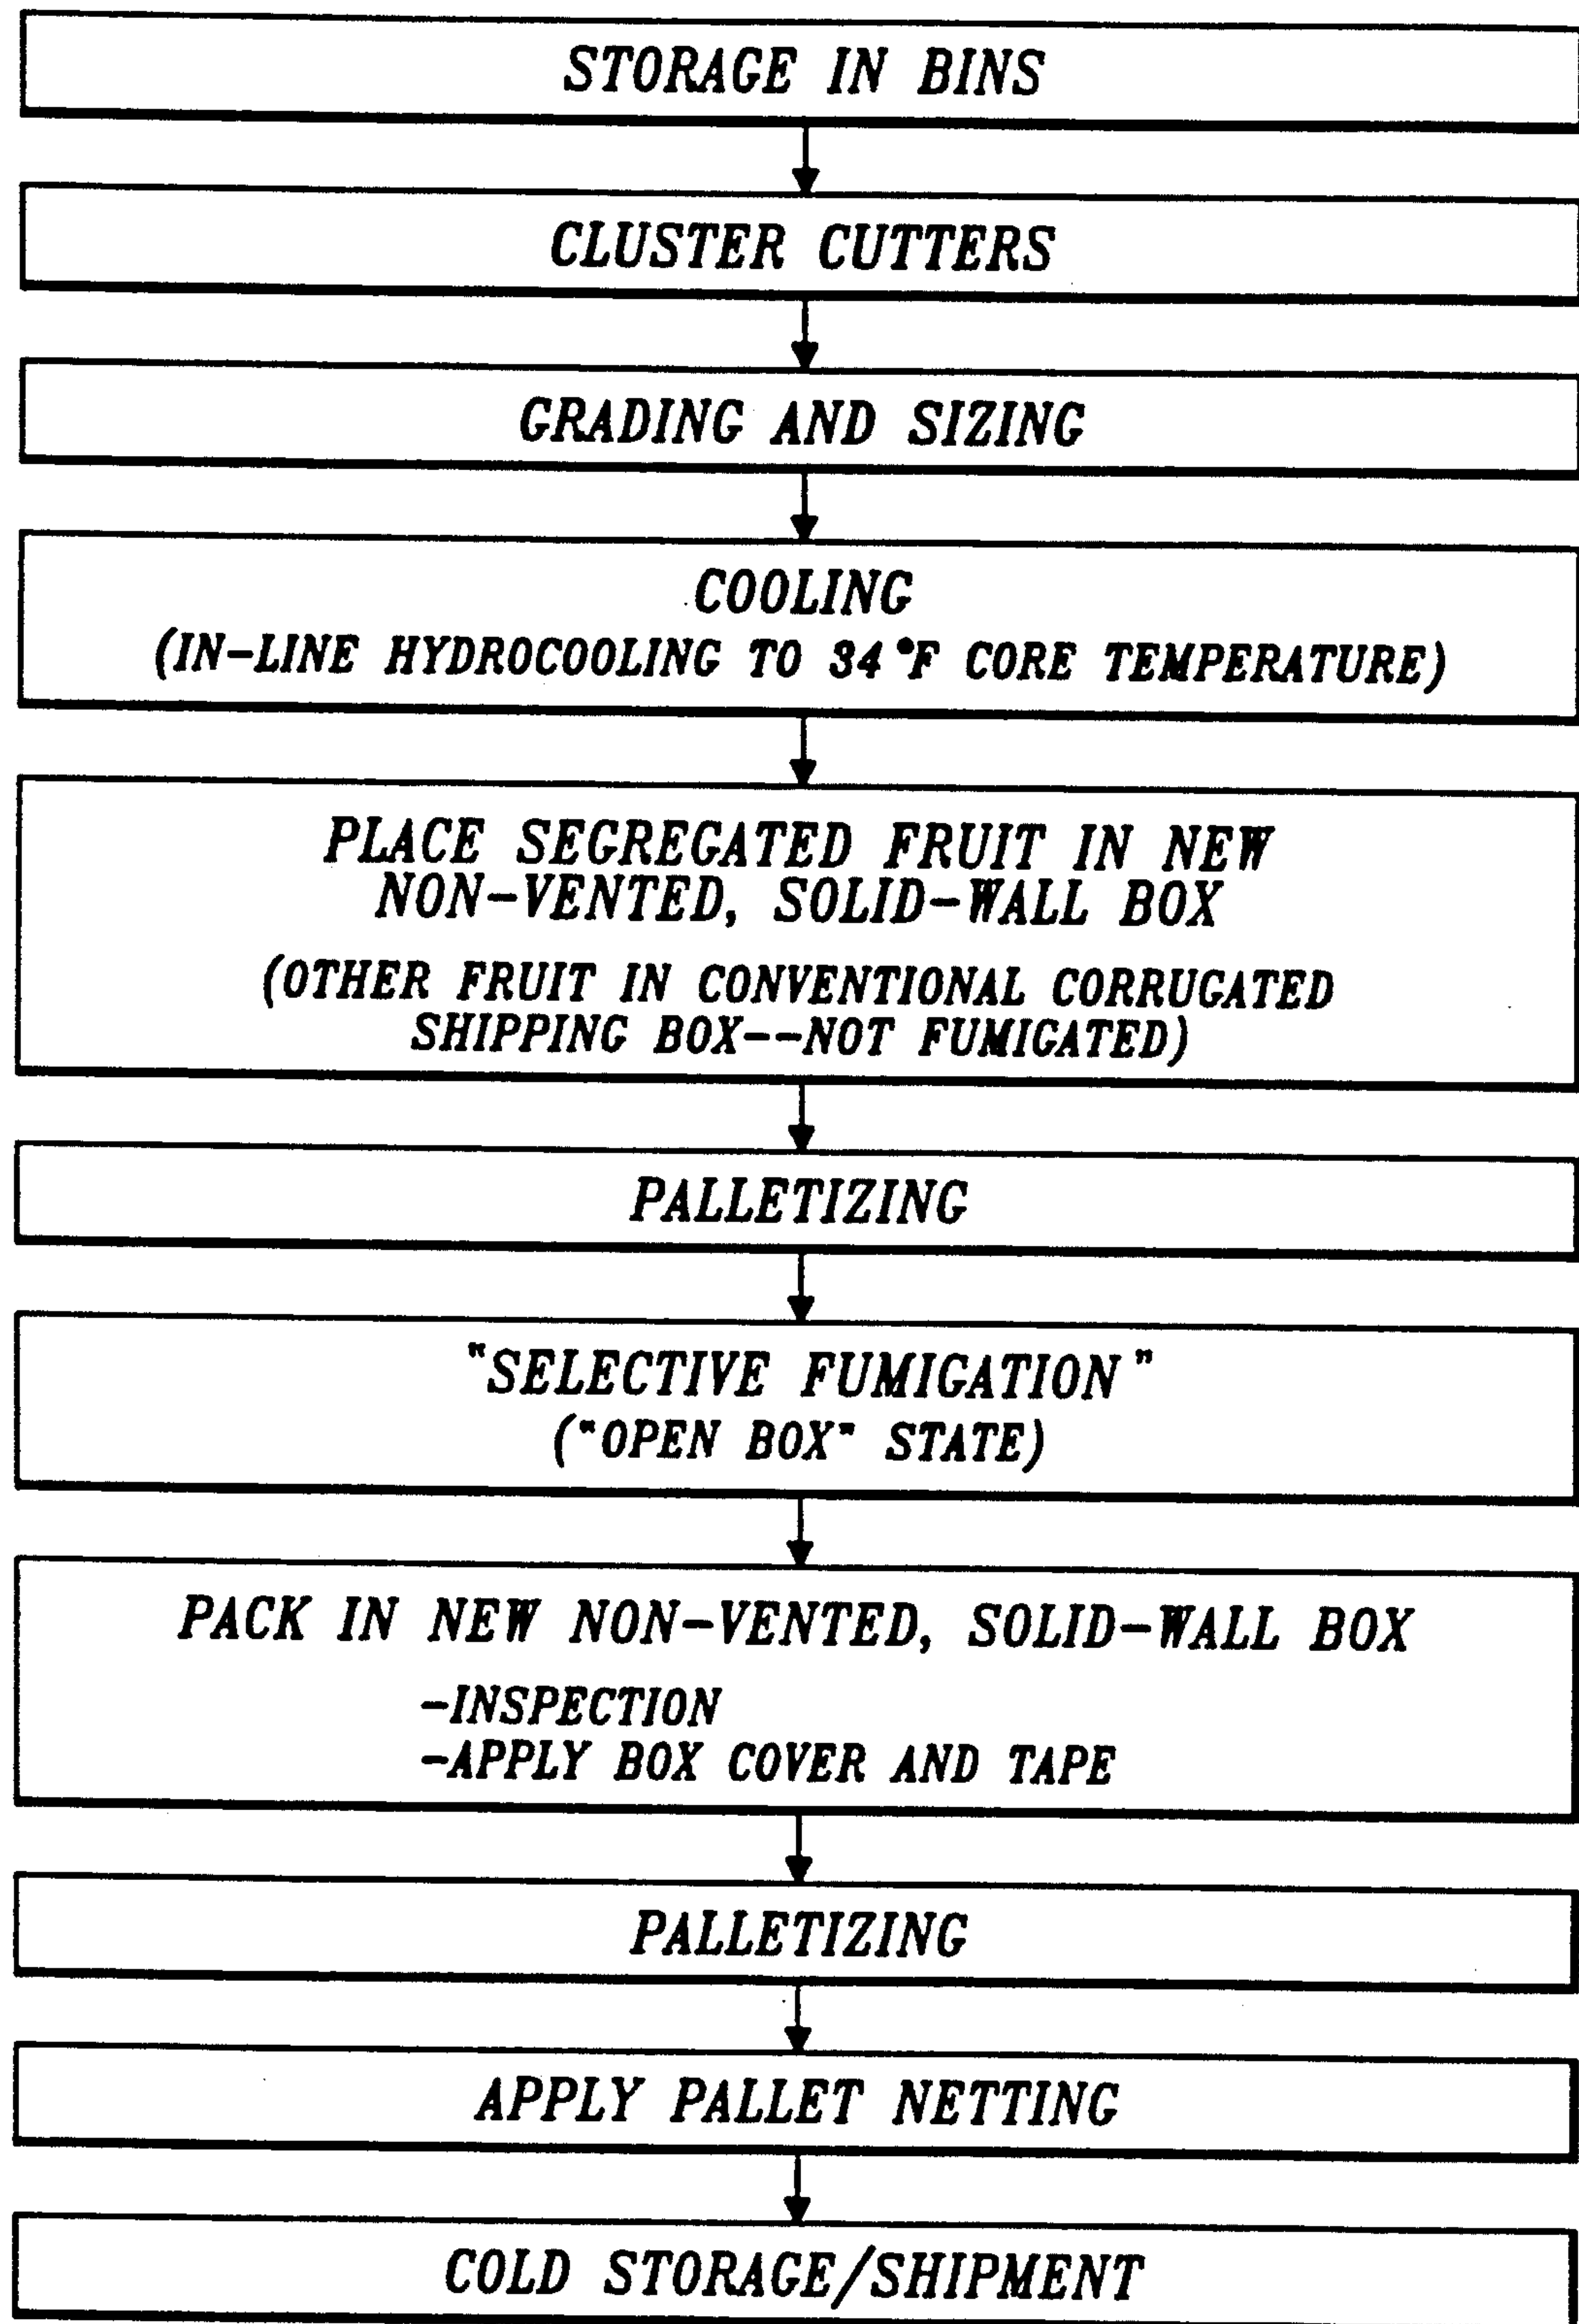 STORAGE IN BINS
CLUSTER CUTTERS
GRADING AND SIZING
COOLING
(IN-LINE HYDROCOOLING TO 34°F CORE TEMPERATURE)
PLACE SEGREGATED FRUIT IN NEW
NON-VENTED, SOLID-WALL BOX
(OTHER FRUIT IN CONVENTIONAL CORRUGATED
SHIPPING BOX--NOT FUMIGATED)
PALLETIZING
"SELECTIVE FUMIGATION"
("OPEN BOX" STATE)
PACK IN NEW NON-VENTED, SOLID-WALL BOX
-INSPECTION
-APPLY BOX COVER AND TAPE
PALLETIZING
APPLY PALLET NETTING
COLD STORAGE/SHIPMENT